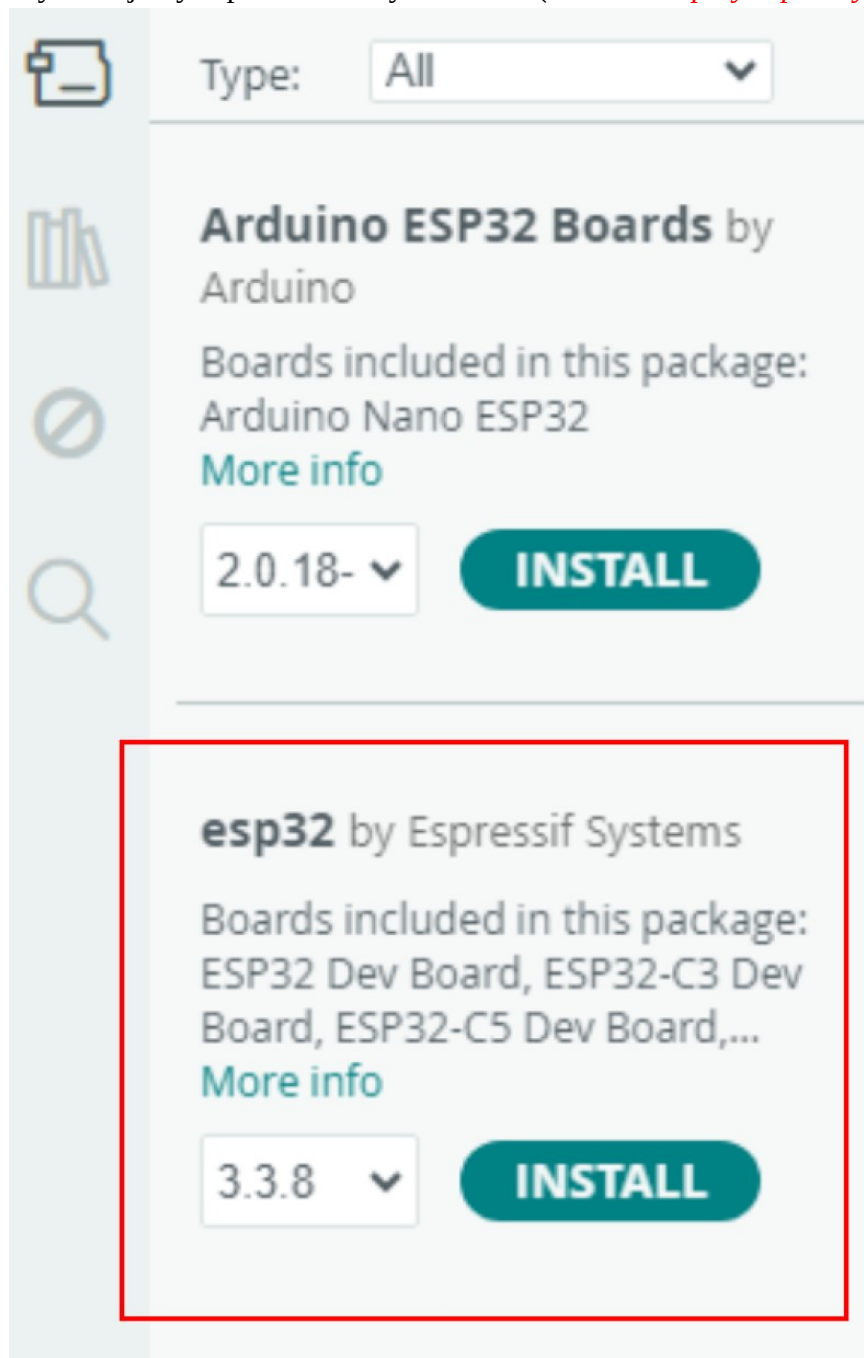 Type: All
Arduino ESP32 Boards by
Arduino
Boards included in this package:
Arduino Nano ESP32
More info
2.0.18- INSTALL
esp32 by Espressif Systems
Boards included in this package:
ESP32 Dev Board, ESP32-C3 Dev
Board, ESP32-C5 Dev Board,...
More info
3.3.8 INSTALL